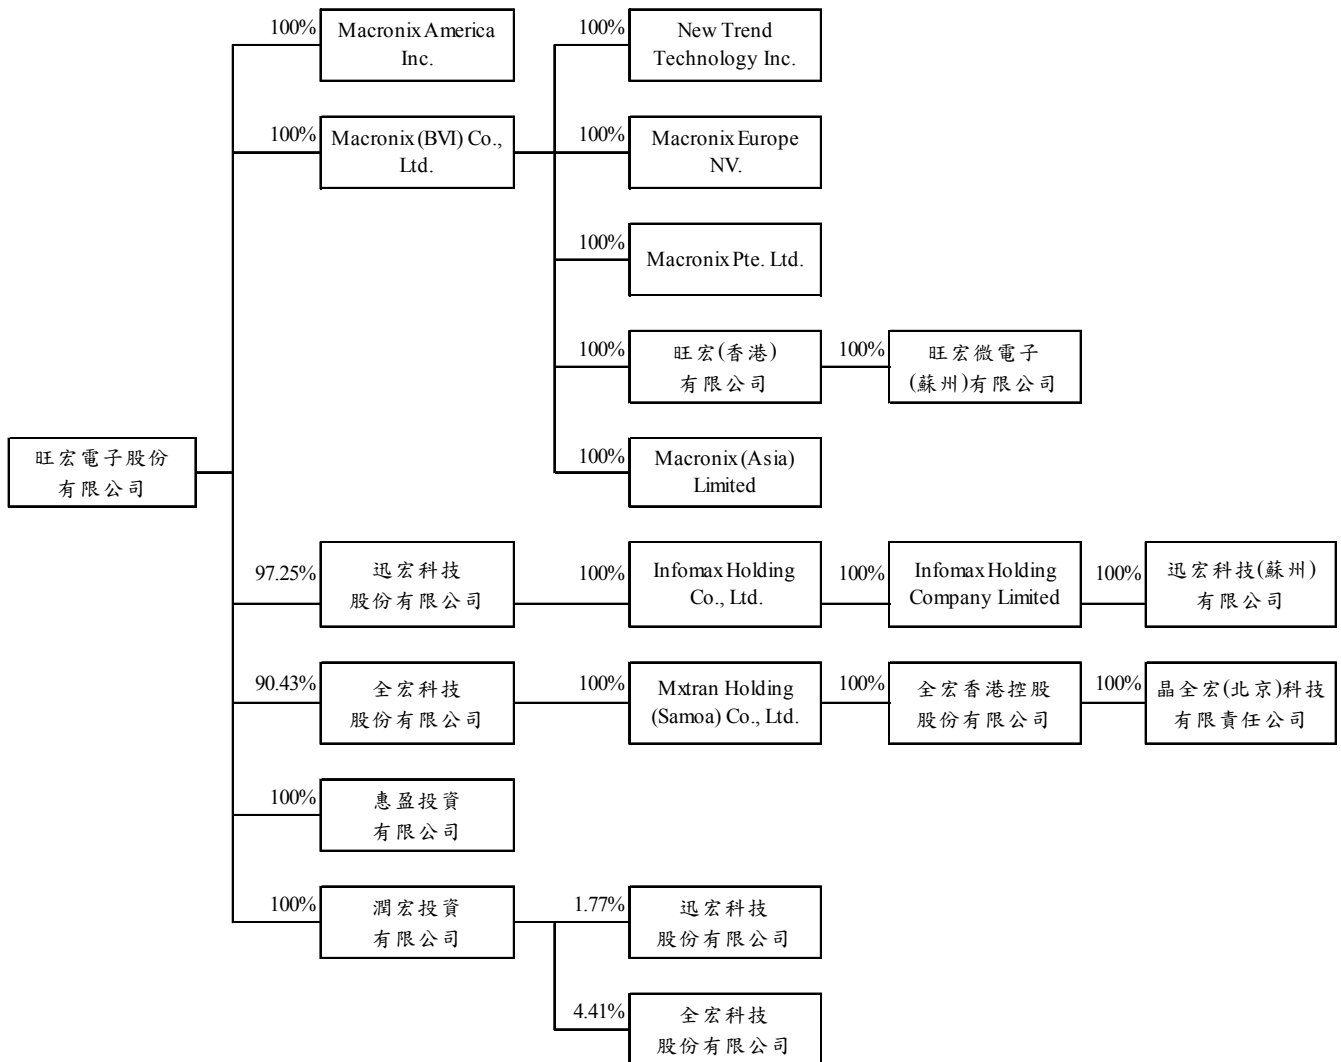 100%
Macronix America
Inc.
100%
New Trend
Technology Inc.
100%
Macronix (BVI) Co.,
Ltd.
100%
Macronix Europe
NV.
100%
Macronix Pte. Ltd.
100%
旺宏(香港)
有限公司
100%
旺宏微電子
(蘇州)有限公司
旺宏電子股份
有限公司
100%
Macronix (Asia)
Limited
97.25%
迅宏科技
股份有限公司
100%
Infomax Holding
Co., Ltd.
100%
Infomax Holding
Company Limited
100%
迅宏科技(蘇州)
有限公司
90.43%
全宏科技
股份有限公司
100%
Mxtran Holding
(Samoa) Co., Ltd.
100%
全宏香港控股
股份有限公司
100%
晶全宏(北京)科技
有限責任公司
100%
惠盈投資
有限公司
100%
潤宏投資
有限公司
1.77%
迅宏科技
股份有限公司
4.41%
全宏科技
股份有限公司